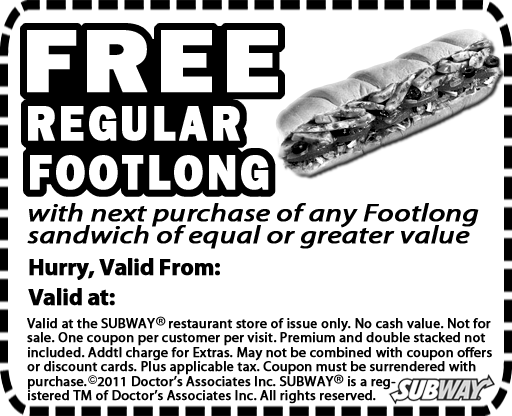 FREE
REGULAR
FOOTLONG
with next purchase of any Footlong
sandwich of equal or greater value
Hurry, Valid From:
Valid at:
Valid at the SUBWAY® restaurant store of issue only. No cash value. Not for
sale. One coupon per customer per visit. Premium and double stacked not
included. Addtl charge for Extras. May not be combined with coupon offers
or discount cards. Plus applicable tax. Coupon must be surrendered with
purchase.©2011 Doctor's Associates Inc. SUBWAY® is a reg-
istered TM of Doctor's Associates Inc. All rights reserved.
SUBWAY